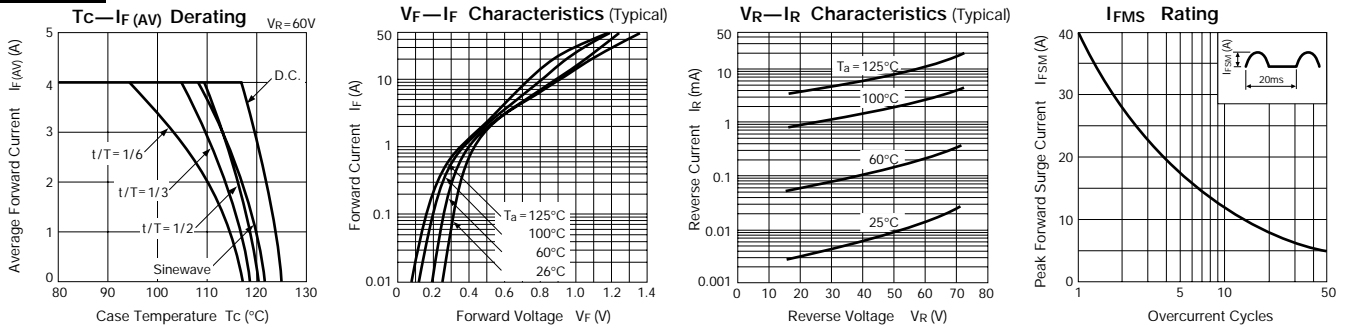 Tc—IF (AV) Derating
VR=60V
Average Forward Current IF(AV) (A)
5
4
3
2
1
0
D.C.
t/T=1/6
t/T=1/3
t/T=1/2
Sinewave
80 90 100 110 120 130
Case Temperature Tc (°C)
VF—IF Characteristics (Typical)
Forward Current IF (A)
50
10
1
0.1
0.01
Ta=125°C
100°C
60°C
26°C
0 0.2 0.4 0.6 0.8 1.0 1.2 1.4
Forward Voltage VF (V)
VR—IR Characteristics (Typical)
Reverse Current IR (mA)
50
10
1
0.1
0.01
0.001
Ta=125°C
100°C
60°C
25°C
0 10 20 30 40 50 60 70 80
Reverse Voltage VR (V)
IFMS Rating
Peak Forward Surge Current IFSM (A)
40
30
20
10
0
IFSM (A)
20ms
1 5 10 50
Overcurrent Cycles